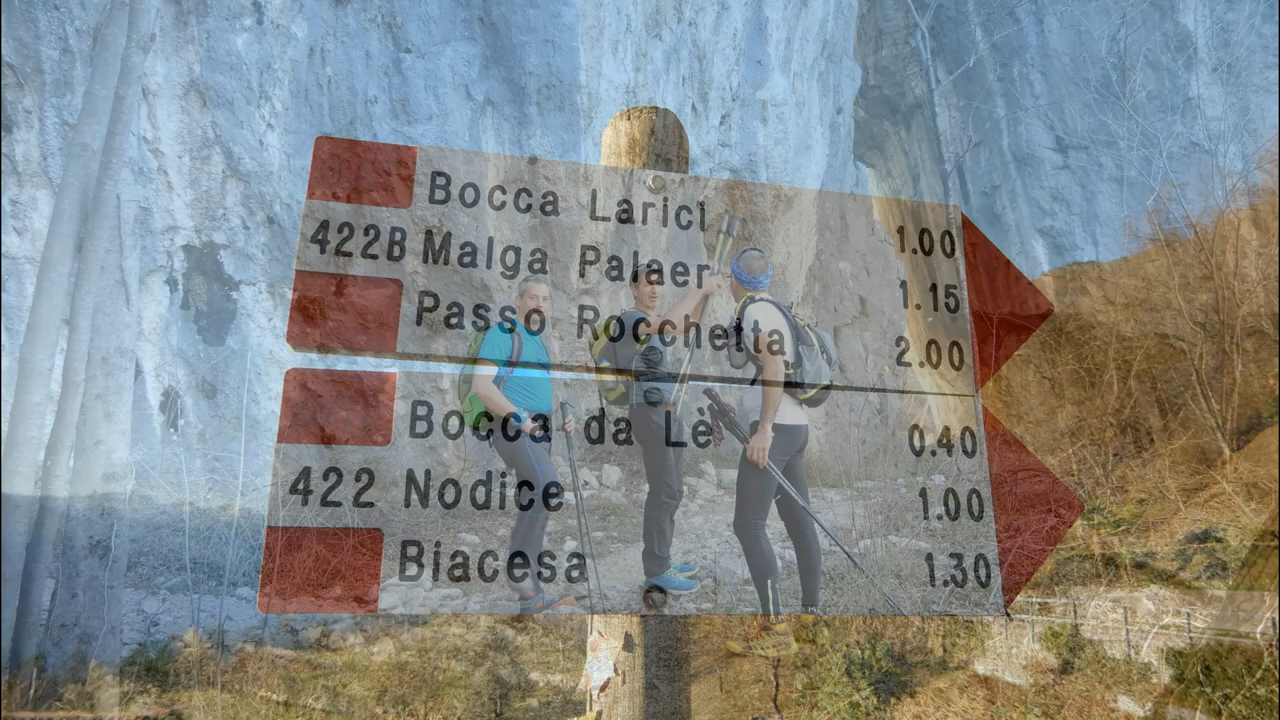 Bocca Larici 1.00
422B Malga Palaer 1.15
Passo Rocchetta 2.00
Bocca da Lè 0.40
422 Nodice 1.00
Biacesa 1.30